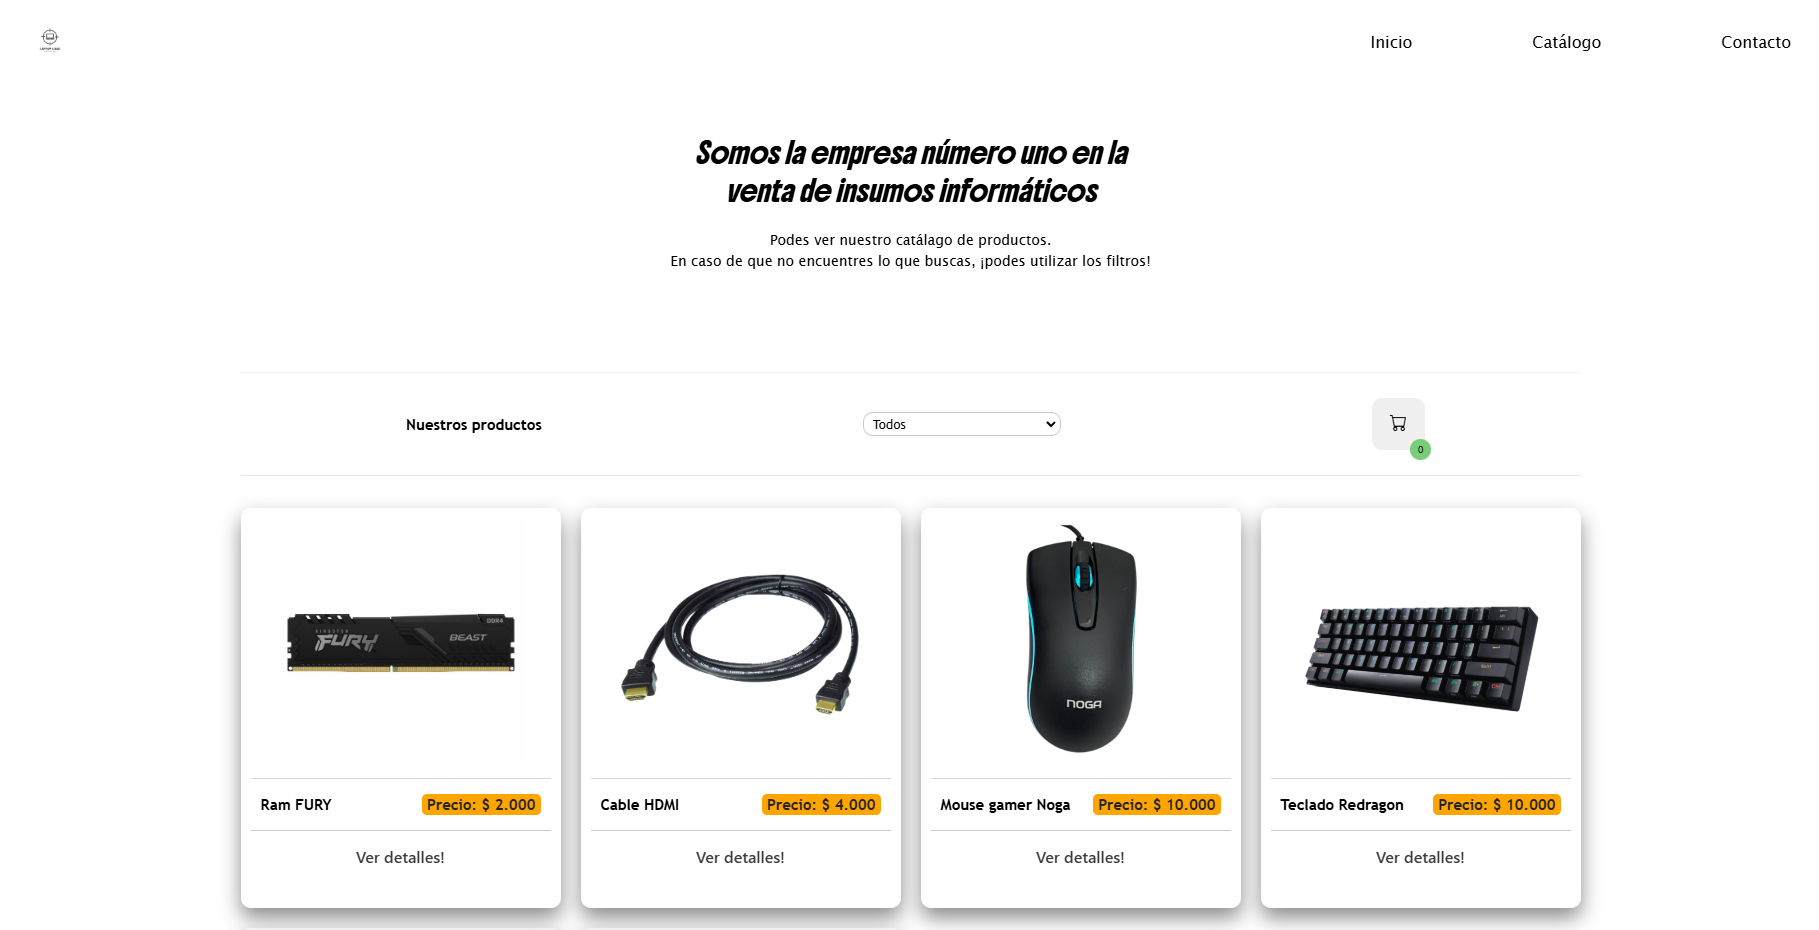 Inicio
Catálogo
Contacto
Somos la empresa número uno en la
venta de insumos informáticos
Podes ver nuestro catálago de productos.
En caso de que no encuentres lo que buscas, ¡podes utilizar los filtros!
Nuestros productos
Todos
0
FURY
BEAST
DDR4
NOGA
Ram FURY
Precio: $ 2.000
Cable HDMI
Precio: $ 4.000
Mouse gamer Noga
Precio: $ 10.000
Teclado Redragon
Precio: $ 10.000
Ver detalles!
Ver detalles!
Ver detalles!
Ver detalles!